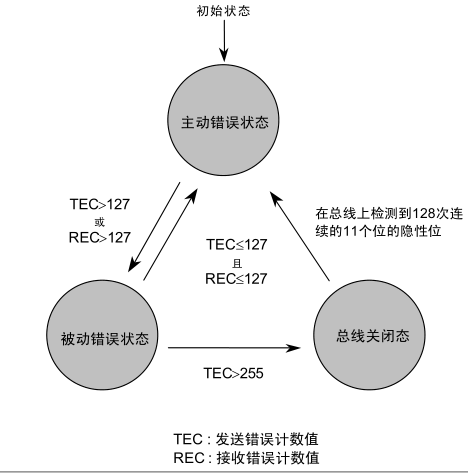 初始状态
主动错误状态
TEC>127
或
REC>127
TEC≤127
且
REC≤127
在总线上检测到128次连
续的11个位的隐性位
被动错误状态
总线关闭态
TEC>255
TEC : 发送错误计数值
REC : 接收错误计数值